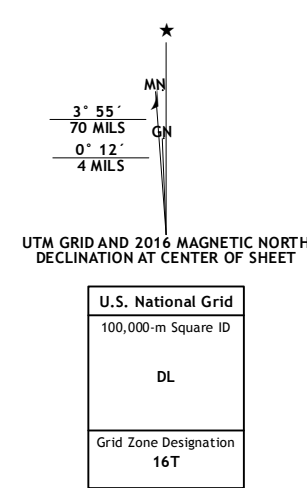 ★
MN
3° 55´
70 MILS
GN
0° 12´
4 MILS
UTM GRID AND 2016 MAGNETIC NORTH
DECLINATION AT CENTER OF SHEET
U.S. National Grid
100,000-m Square ID
DL
Grid Zone Designation
16T